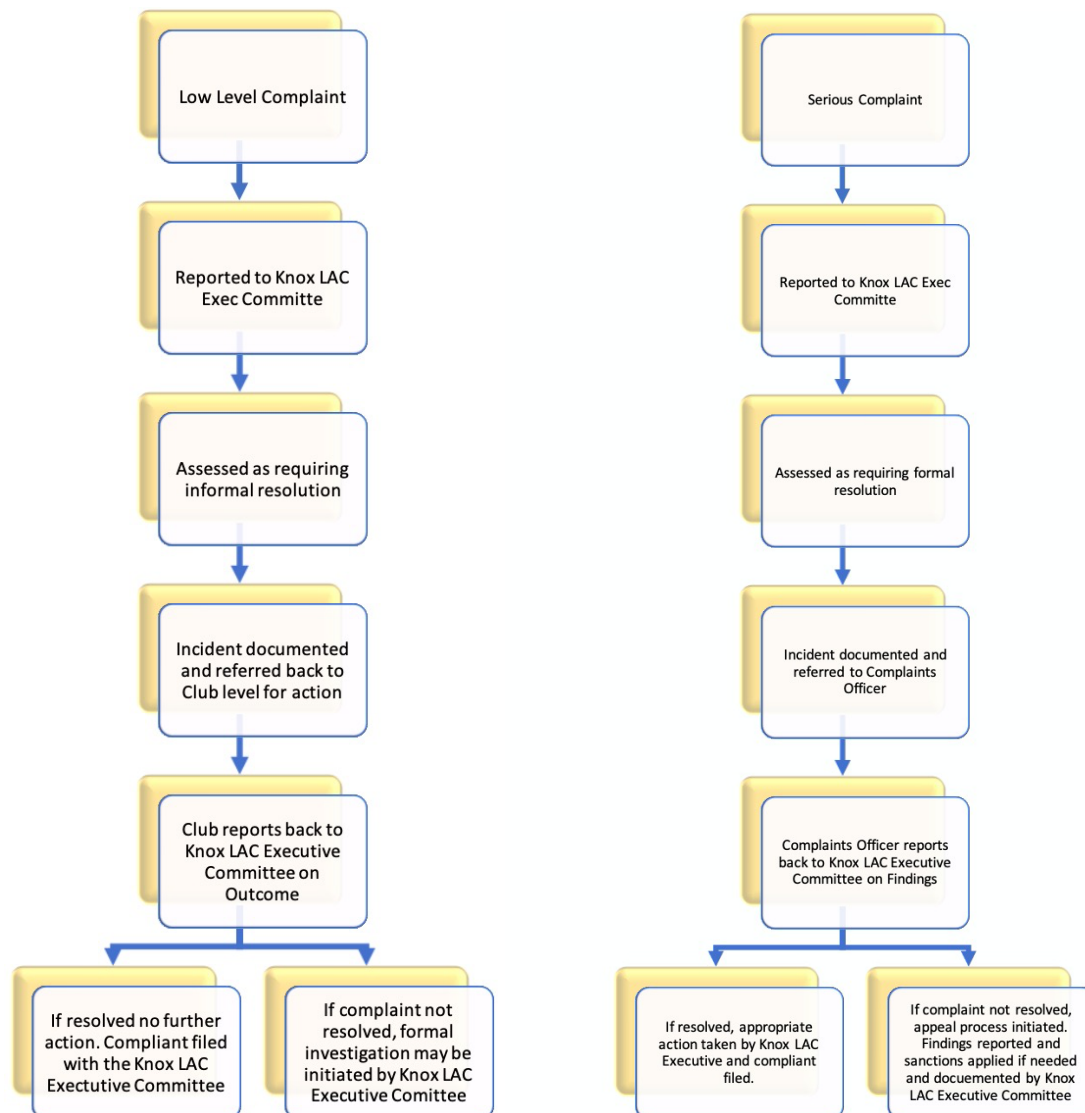 Low Level Complaint
Reported to Knox LAC
Exec Committe
Assessed as requiring
informal resolution
Incident documented
and referred back to
Club level for action
Club reports back to
Knox LAC Executive
Committee on
Outcome
If resolved no further
action. Compliant filed
with the Knox LAC
Exectutive Committee
If complaint not
resolved, formal
investigation may be
initiated by Knox LAC
Executive Comittee
Serious Complaint
Reported to Knox LAC Exec
Committe
Assessed as requiring formal
resolution
Incident documented and
referred to Complaints
Officer
Complaints Officer reports
back to Knox LAC Executive
Committee on Findings
If resolved, appropriate
action taken by Knox LAC
Executive and compliant
filed.
If complaint not resolved,
appeal process initiated.
Findings reported and
sanctions applied if needed
and docuemented by Knox
LAC Executive Committee